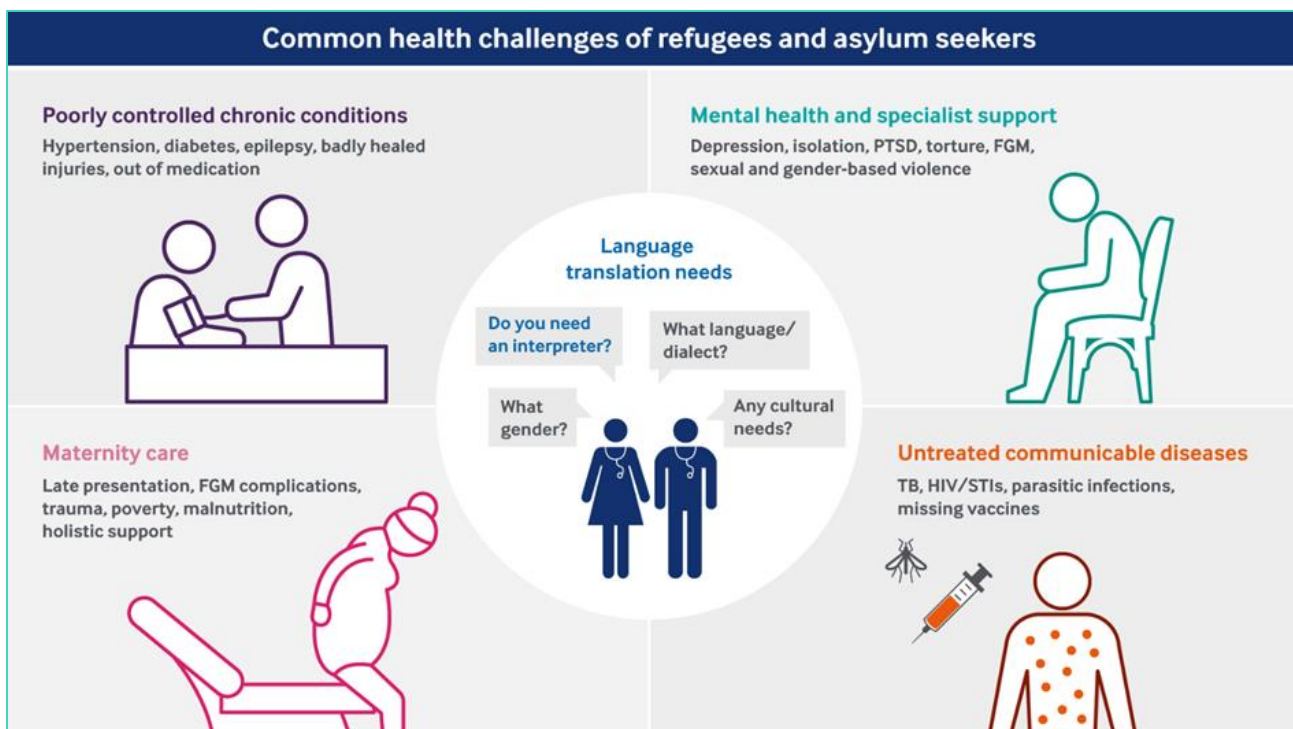 Common health challenges of refugees and asylum seekers
Poorly controlled chronic conditions
Hypertension, diabetes, epilepsy, badly healed
injuries, out of medication
Mental health and specialist support
Depression, isolation, PTSD, torture, FGM,
sexual and gender-based violence
Language
translation needs
Do you need
an interpreter?
What language/
dialect?
What
gender?
Any cultural
needs?
Maternity care
Late presentation, FGM complications,
trauma, poverty, malnutrition,
holistic support
Untreated communicable diseases
TB, HIV/STIs, parasitic infections,
missing vaccines